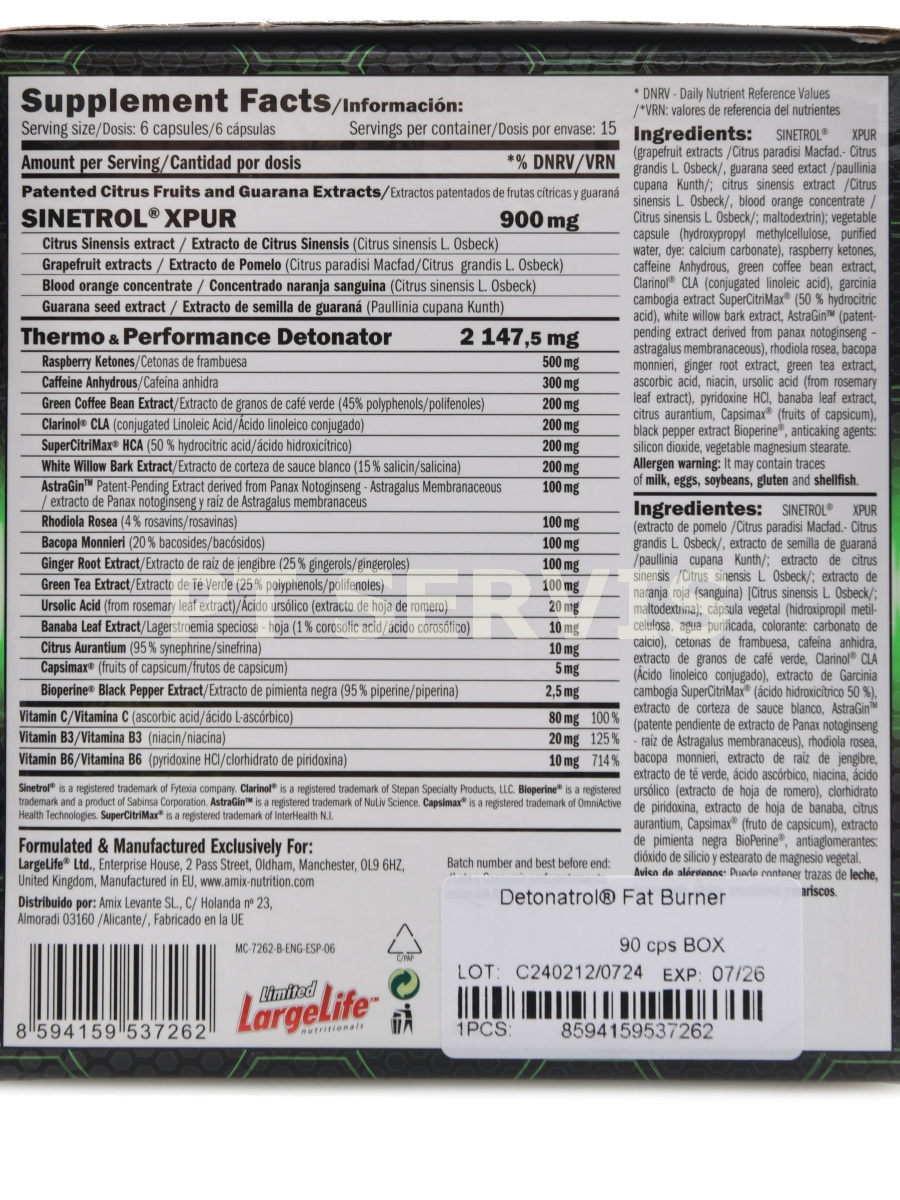 Supplement Facts/Información:
Serving size/Dosis: 6 capsules/6 cápsulas Servings per container/Dosis por envase: 15
Amount per Serving/Cantidad por dosis *% DNRV/VRN
Patented Citrus Fruits and Guarana Extracts/Extractos patentados de frutas cítricas y guaraná
SINETROL® XPUR 900 mg
Citrus Sinensis extract / Extracto de Citrus Sinensis (Citrus sinensis L. Osbeck)
Grapefruit extracts / Extracto de Pomelo (Citrus paradisi Macfad/Citrus grandis L. Osbeck)
Blood orange concentrate / Concentrado naranja sanguina (Citrus sinensis L. Osbeck)
Guarana seed extract / Extracto de semilla de guaraná (Paullinia cupana Kunth)
Thermo & Performance Detonator 2 147,5 mg
Raspberry Ketones/Cetonas de frambuesa 500 mg
Caffeine Anhydrous/Cafeína anhidra 300 mg
Green Coffee Bean Extract/Extracto de granos de café verde (45% polyphenols/polifenoles) 200 mg
Clarinol® CLA (conjugated Linoleic Acid/Ácido linoleico conjugado) 200 mg
SuperCitriMax® HCA (50 % hydrocitric acid/ácido hidroxicítrico) 200 mg
White Willow Bark Extract/Extracto de corteza de sauce blanco (15 % salicin/salicina) 200 mg
AstraGin™ Patent-Pending Extract derived from Panax Notoginseng - Astragalus Membranaceous 100 mg
/ extracto de Panax notoginseng y raíz de Astragalus membranaceus
Rhodiola Rosea (4 % rosavins/rosavinas) 100 mg
Bacopa Monnieri (20 % bacosides/bacósidos) 100 mg
Ginger Root Extract/Extracto de raíz de jengibre (25 % gingerols/gingeroles) 100 mg
Green Tea Extract/Extracto de Té Verde (25 % polyphenols/polifenoles) 100 mg
Ursolic Acid (from rosemary leaf extract)/Ácido ursólico (extracto de hoja de romero) 20 mg
Banaba Leaf Extract/Lagerstroemia speciosa - hoja (1 % corosolic acid/ácido corosólico) 10 mg
Citrus Aurantium (95 % synephrine/sinefrina) 10 mg
Capsimax® (fruits of capsicum/frutos de capsicum) 5 mg
Bioperine® Black Pepper Extract/Extracto de pimienta negra (95 % piperine/piperina) 2,5 mg
Vitamin C/Vitamina C (ascorbic acid/ácido L-ascórbico) 80 mg 100 %
Vitamin B3/Vitamina B3 (niacin/niacina) 20 mg 125 %
Vitamin B6/Vitamina B6 (pyridoxine HCl/clorhidrato de piridoxina) 10 mg 714 %
Sinetrol® is a registered trademark of Fytexia company. Clarinol® is a registered trademark of Stepan Specialty Products, LLC. Bioperine® is a registered
trademark and a product of Sabinsa Corporation. AstraGin™ is a registered trademark of NuLiv Science. Capsimax® is a registered trademark of OmniActive
Health Technologies. SuperCitriMax® is a registered trademark of InterHealth N.I.
Formulated & Manufactured Exclusively For:
LargeLife® Ltd., Enterprise House, 2 Pass Street, Oldham, Manchester, OL9 6HZ,
United Kingdom, Manufactured in EU, www.amix-nutrition.com
Distribuido por: Amix Levante SL., C/ Holanda nº 23,
Almoradi 03160 /Alicante/, Fabricado en la UE
Batch number and best before end:
MC-7262-B-ENG-ESP-06
8 594159 537262
C/PAP
Limited
LargeLife™
nutritionals
* DNRV - Daily Nutrient Reference Values
/*VRN: valores de referencia del nutrientes
Ingredients: SINETROL® XPUR
(grapefruit extracts /Citrus paradisi Macfad.- Citrus
grandis L. Osbeck/, guarana seed extact /paullinia
cupana Kunth/; citrus sinensis extract /Citrus
sinensis L. Osbeck/, blood orange concentrate /
Citrus sinensis L. Osbeck/; maltodextrin); vegetable
capsule (hydroxypropyl methylcellulose, purified
water, dye: calcium carbonate), raspberry ketones,
caffeine Anhydrous, green coffee bean extract,
Clarinol® CLA (conjugated linoleic acid), garcinia
cambogia extract SuperCitriMax® (50 % hydrocitric
acid), white willow bark extract, AstraGin™ (patent-
pending extract derived from panax notoginseng –
astragalus membranaceous), rhodiola rosea, bacopa
monnieri, ginger root extract, green tea extract,
ascorbic acid, niacin, ursolic acid (from rosemary
leaf extract), pyridoxine HCl, banaba leaf extract,
citrus aurantium, Capsimax® (fruits of capsicum),
black pepper extract Bioperine®, anticaking agents:
silicon dioxide, vegetable magnesium stearate.
Allergen warning: It may contain traces
of milk, eggs, soybeans, gluten and shellfish.
Ingredientes: SINETROL® XPUR
(extracto de pomelo /Citrus paradisi Macfad.- Citrus
grandis L. Osbeck/, extracto de semilla de guaraná
/paullinia cupana Kunth/; extracto de citrus
sinensis /Citrus sinensis L. Osbeck/; extracto de
naranja roja (sanguina) [Citrus sinensis L. Osbeck/;
maltodextrina); cápsula vegetal (hidroxipropil metil-
celulosa, agua purificada, colorante: carbonato de
calcio), cetonas de frambuesa, cafeína anhidra,
extracto de granos de café verde, Clarinol® CLA
(Ácido linoleico conjugado), extracto de Garcinia
cambogia SuperCitriMax® (ácido hidroxicítrico 50 %),
extracto de corteza de sauce blanco, AstraGin™
(patente pendiente de extracto de Panax notoginseng
- raíz de Astragalus membranaceus), rhodiola rosea,
bacopa monnieri, extracto de raíz de jengibre,
extracto de té verde, ácido ascórbico, niacina, ácido
ursólico (extracto de hoja de romero), clorhidrato
de piridoxina, extracto de hoja de banaba, citrus
aurantium, Capsimax® (fruto de capsicum), extracto
de pimienta negra BioPerine®, antiaglomerantes:
dióxido de silicio y estearato de magnesio vegetal.
Aviso de alérgenos: Puede contener trazas de leche,
mariscos.
Detonatrol® Fat Burner
90 cps BOX
LOT: C240212/0724 EXP: 07/26
1PCS: 8594159537262